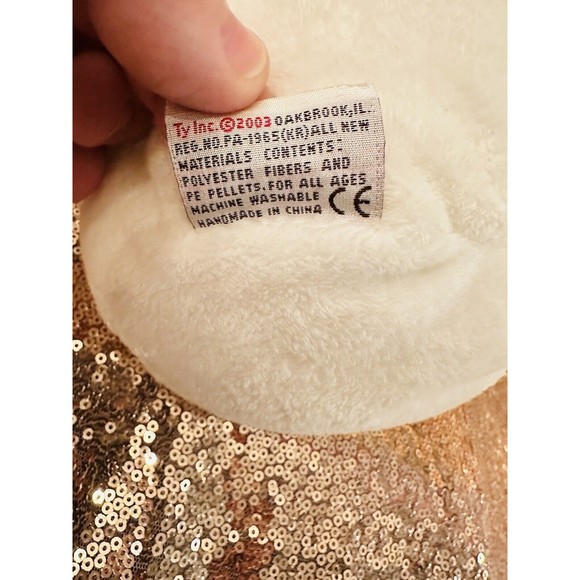 Ty Inc. ©2003 OAKBROOK,IL.
REG.NO.PA-1965(KR)ALL NEW
MATERIALS CONTENTS:
POLYESTER FIBERS AND
PE PELLETS.FOR ALL AGES
MACHINE WASHABLE
HANDMADE IN CHINA CE